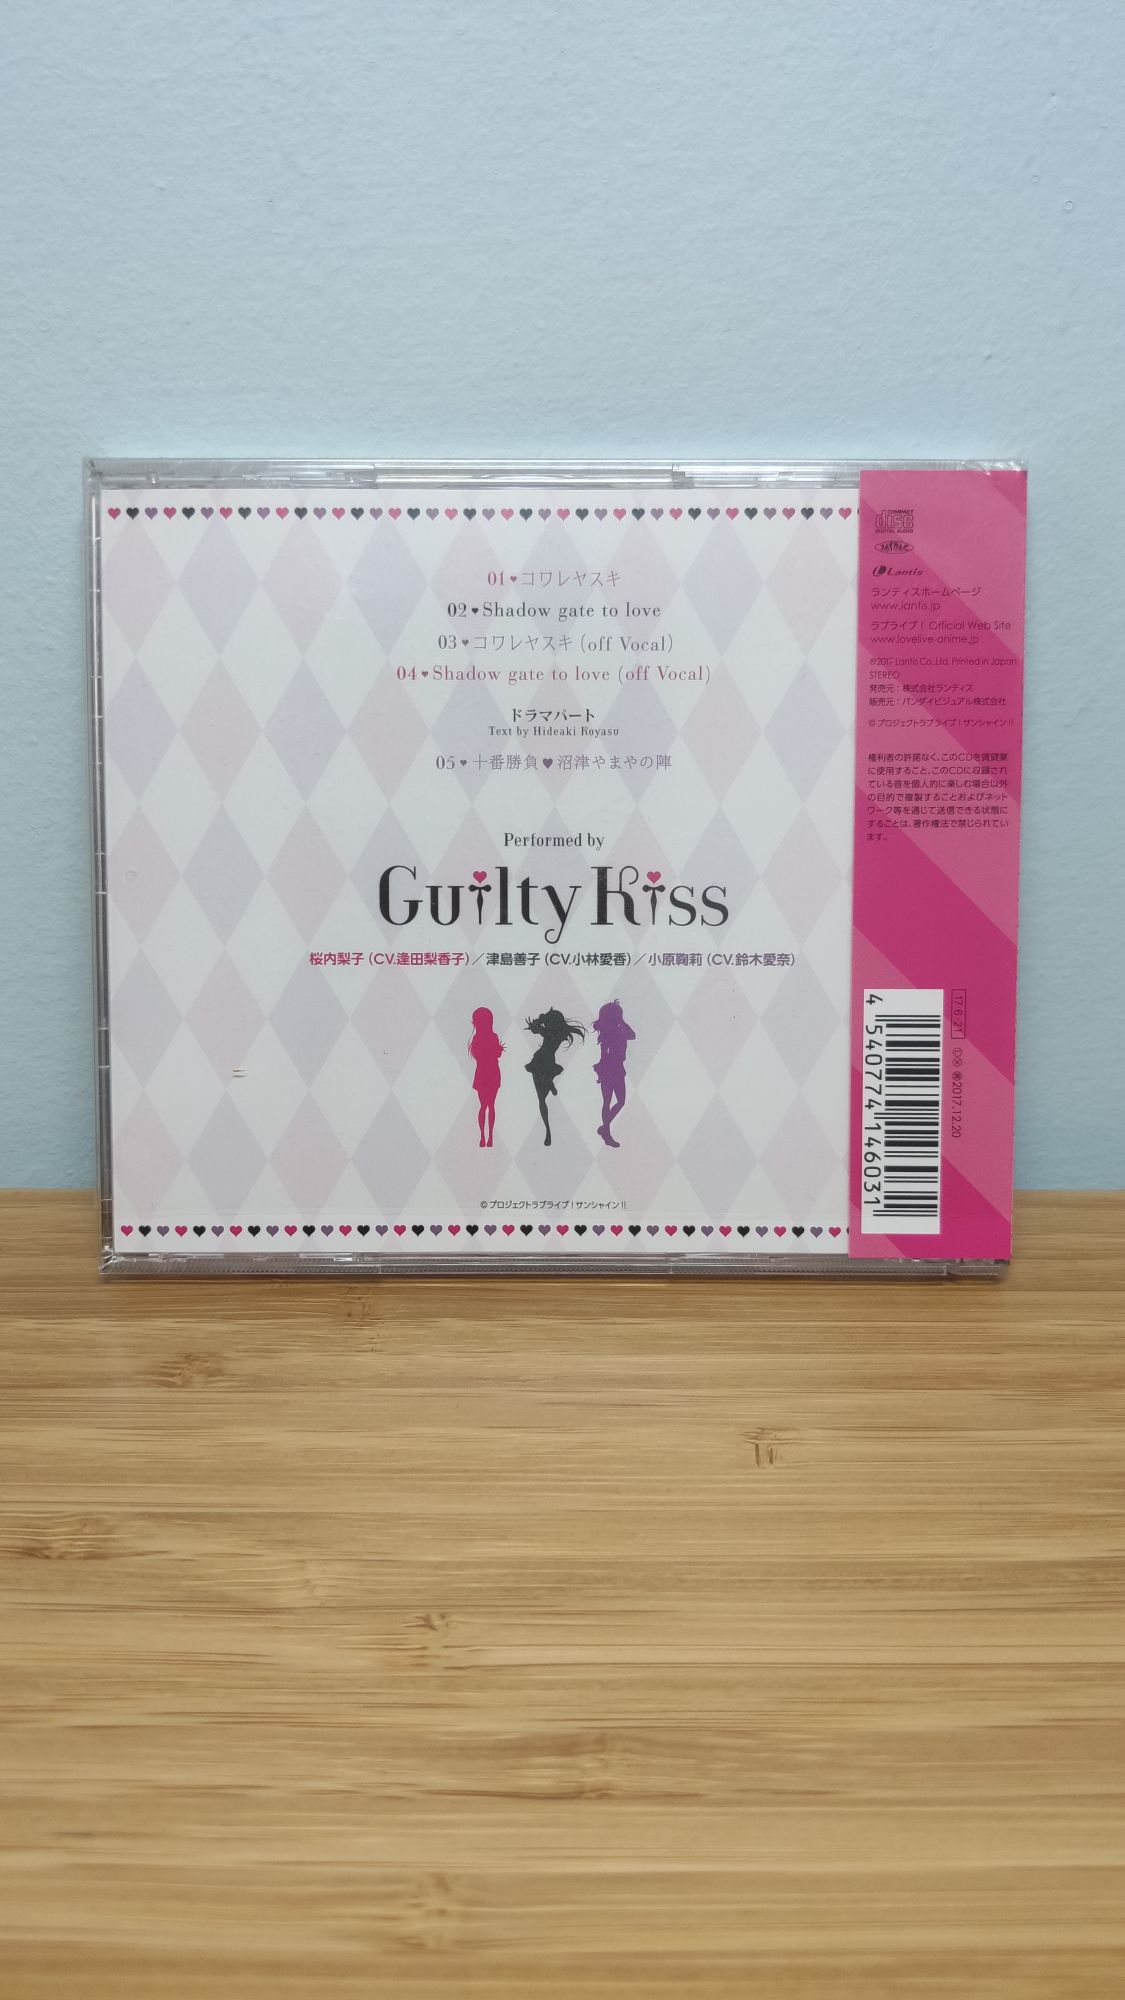 01♥コワレヤスキ
02♥Shadow gate to love
03♥コワレヤスキ (off Vocal)
04♥Shadow gate to love (off Vocal)
ドラマパート
Text by Hideaki Koyasu
05♥十番勝負♥沼津やまやの陣
Performed by
Guilty Kiss
桜内梨子 (CV.逢田梨香子)／津島善子 (CV.小林愛香)／小原鞠莉 (CV.鈴木愛奈)
©プロジェクトラブライブ！サンシャイン!!
COMPACT
disc
DIGITAL AUDIO
JASRAC
Lantis
ランティスホームページ
www.lantis.jp
ラブライブ！ Official Web Site
www.lovelive-anime.jp
©2017 Lantis Co.,Ltd. Printed in Japan.
STEREO
発売元：株式会社ランティス
販売元：バンダイビジュアル株式会社
©プロジェクトラブライブ！サンシャイン!!
権利者の許諾なく、このCDを賃貸業
に使用すること、このCDに収録され
ている音を個人的に楽しむ場合以外
の目的で複製することおよびネット
ワーク等を通じて送信できる状態に
することは、著作権法で禁じられてい
ます。
17·6·21
2017.12.20
4 540774 146031